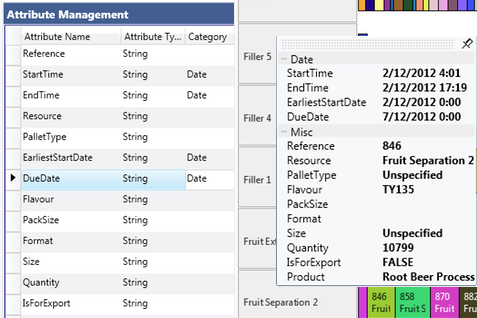 Attribute Management
Attribute Name Attribute Ty... Category
Reference String
StartTime String Date
EndTime String Date
Resource String
PalletType String
EarliestStartDate String Date
DueDate String Date
Flavour String
PackSize String
Format String
Size String
Quantity String
IsForExport String
Filler 5
Filler 4
Filler 1
Fruit Ex
Fruit Separation 2
Date
StartTime 2/12/2012 4:01
EndTime 2/12/2012 17:19
EarliestStartDate 2/12/2012 0:00
DueDate 7/12/2012 0:00
Misc
Reference 846
Resource Fruit Separation 2
PalletType Unspecified
Flavour TY135
PackSize
Format
Size Unspecified
Quantity 10799
IsForExport FALSE
Product Root Beer Process
846 858 870 882
Fruit Fruit S Fruit Fruit